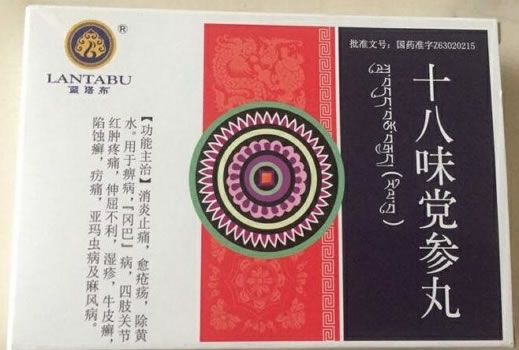 ®
LANTABU
蓝塔布
批准文号：国药准字Z63020215
十八味党参丸
【功能主治】消炎止痛，愈疮疡，除黄
水。用于痹病，“冈巴”病，四肢关节
红肿疼痛，伸屈不利，湿疹，牛皮癣，
陷蚀癣，疠痛，亚玛虫病及麻风病。